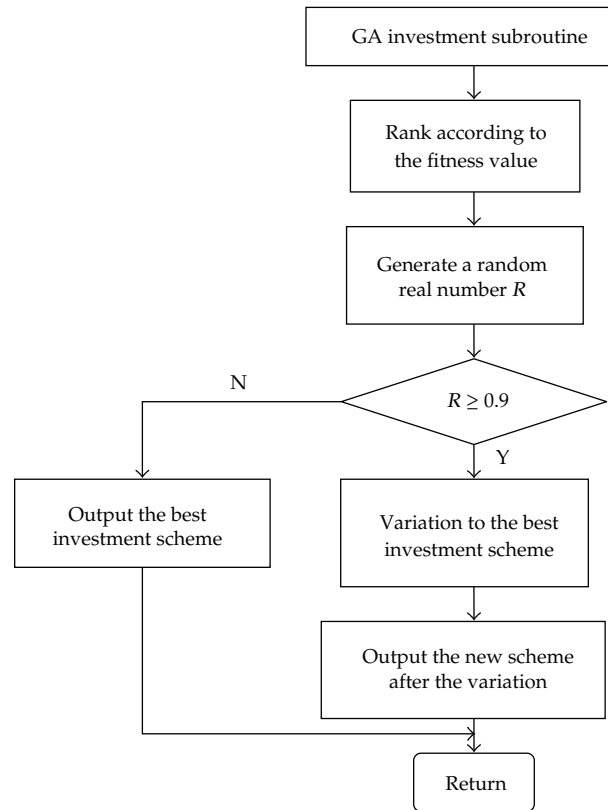 GA investment subroutine
Rank according to
the fitness value
Generate a random
real number R
R ≥ 0.9
N
Y
Output the best
investment scheme
Variation to the best
investment scheme
Output the new scheme
after the variation
Return